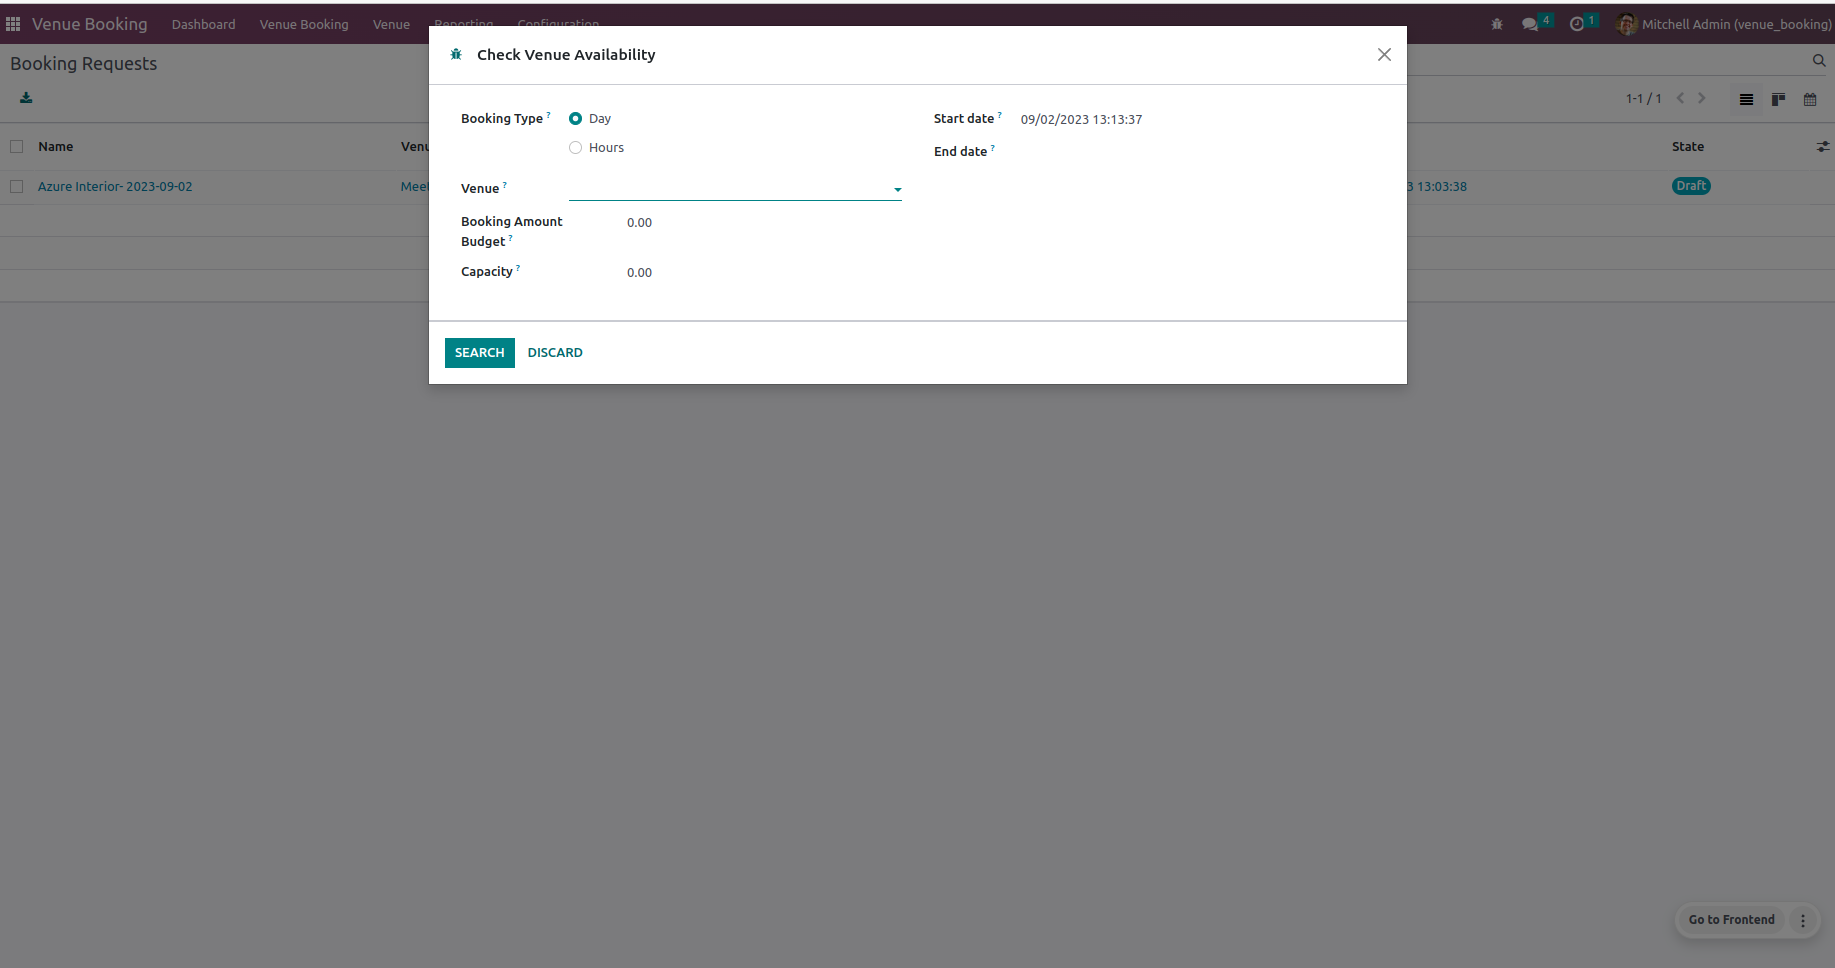 Venue Booking Dashboard Venue Booking Venue Reporting Configuration 4 1 Mitchell Admin (venue_booking)
Booking Requests
1-1 / 1
Name Venu State
Azure Interior- 2023-09-02 Meet 3 13:03:38 Draft
Check Venue Availability
Booking Type ? Day
Hours
Venue ?
Booking Amount Budget ? 0.00
Capacity ? 0.00
Start date ? 09/02/2023 13:13:37
End date ?
SEARCH DISCARD
Go to Frontend